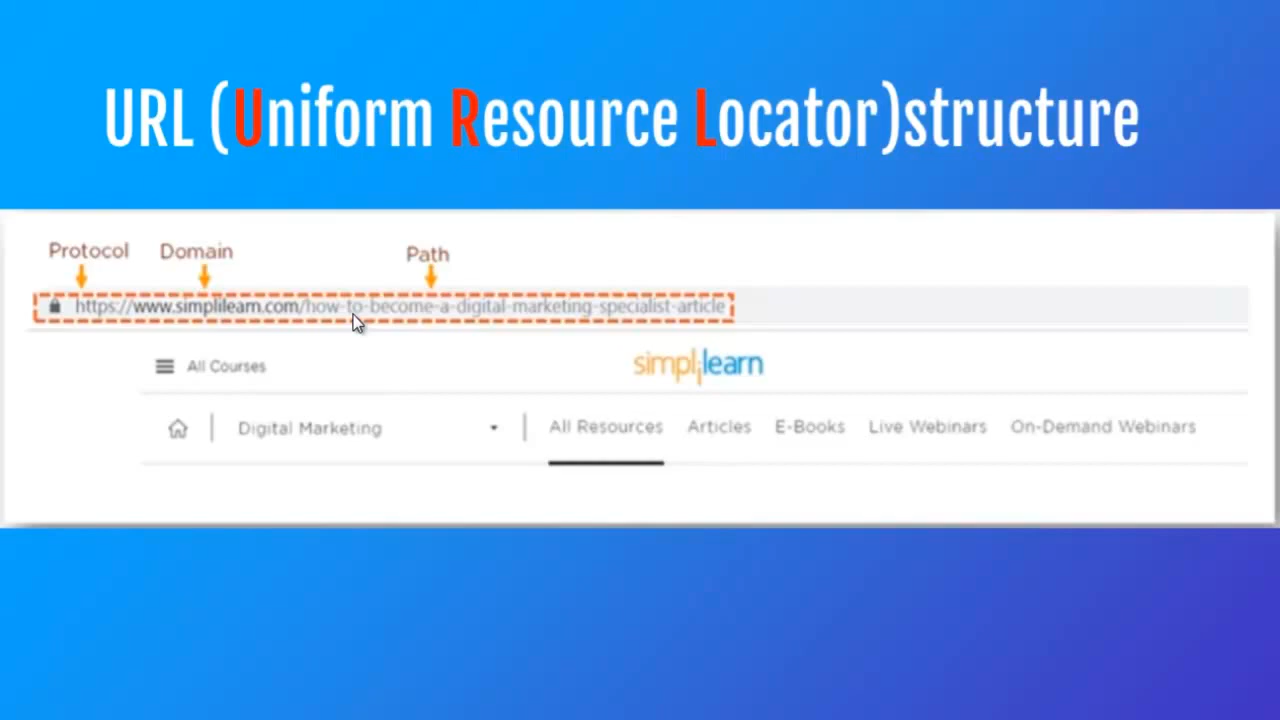 URL (Uniform Resource Locator)structure
Protocol Domain Path
https://www.simplilearn.com/how-to-become-a-digital-marketing-specialist-article
All Courses simplilearn
Digital Marketing All Resources Articles E-Books Live Webinars On-Demand Webinars